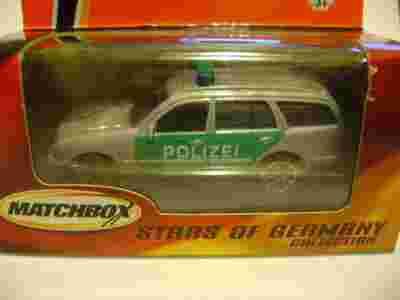 POLIZEI
MATCHBOX
STARS OF GERMANY
COLLECTION